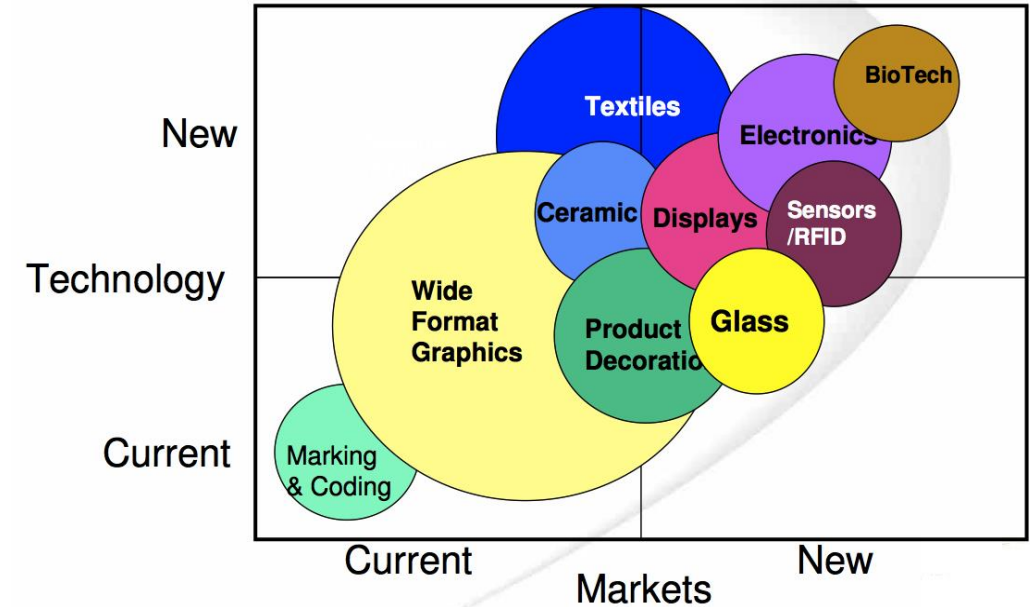 BioTech
Textiles
New
Electronics
Ceramic
Displays
Sensors
/RFID
Technology
Wide
Format
Graphics
Product
Decoratio
Glass
Current
Marking
& Coding
Current
New
Markets